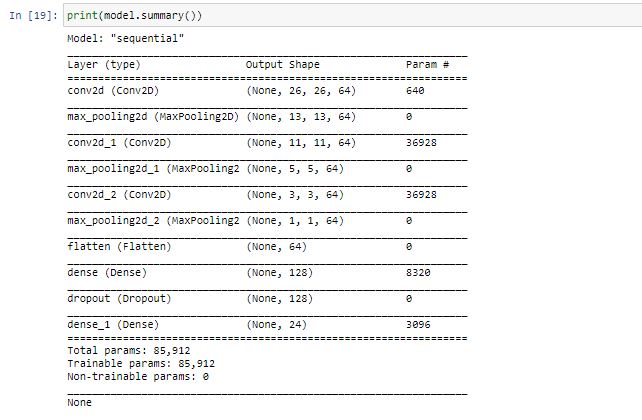 In [19]: print(model.summary())
Model: "sequential"
Layer (type) Output Shape Param #
conv2d (Conv2D) (None, 26, 26, 64) 640
max_pooling2d (MaxPooling2D) (None, 13, 13, 64) 0
conv2d_1 (Conv2D) (None, 11, 11, 64) 36928
max_pooling2d_1 (MaxPooling2 (None, 5, 5, 64) 0
conv2d_2 (Conv2D) (None, 3, 3, 64) 36928
max_pooling2d_2 (MaxPooling2 (None, 1, 1, 64) 0
flatten (Flatten) (None, 64) 0
dense (Dense) (None, 128) 8320
dropout (Dropout) (None, 128) 0
dense_1 (Dense) (None, 24) 3096
Total params: 85,912
Trainable params: 85,912
Non-trainable params: 0
None